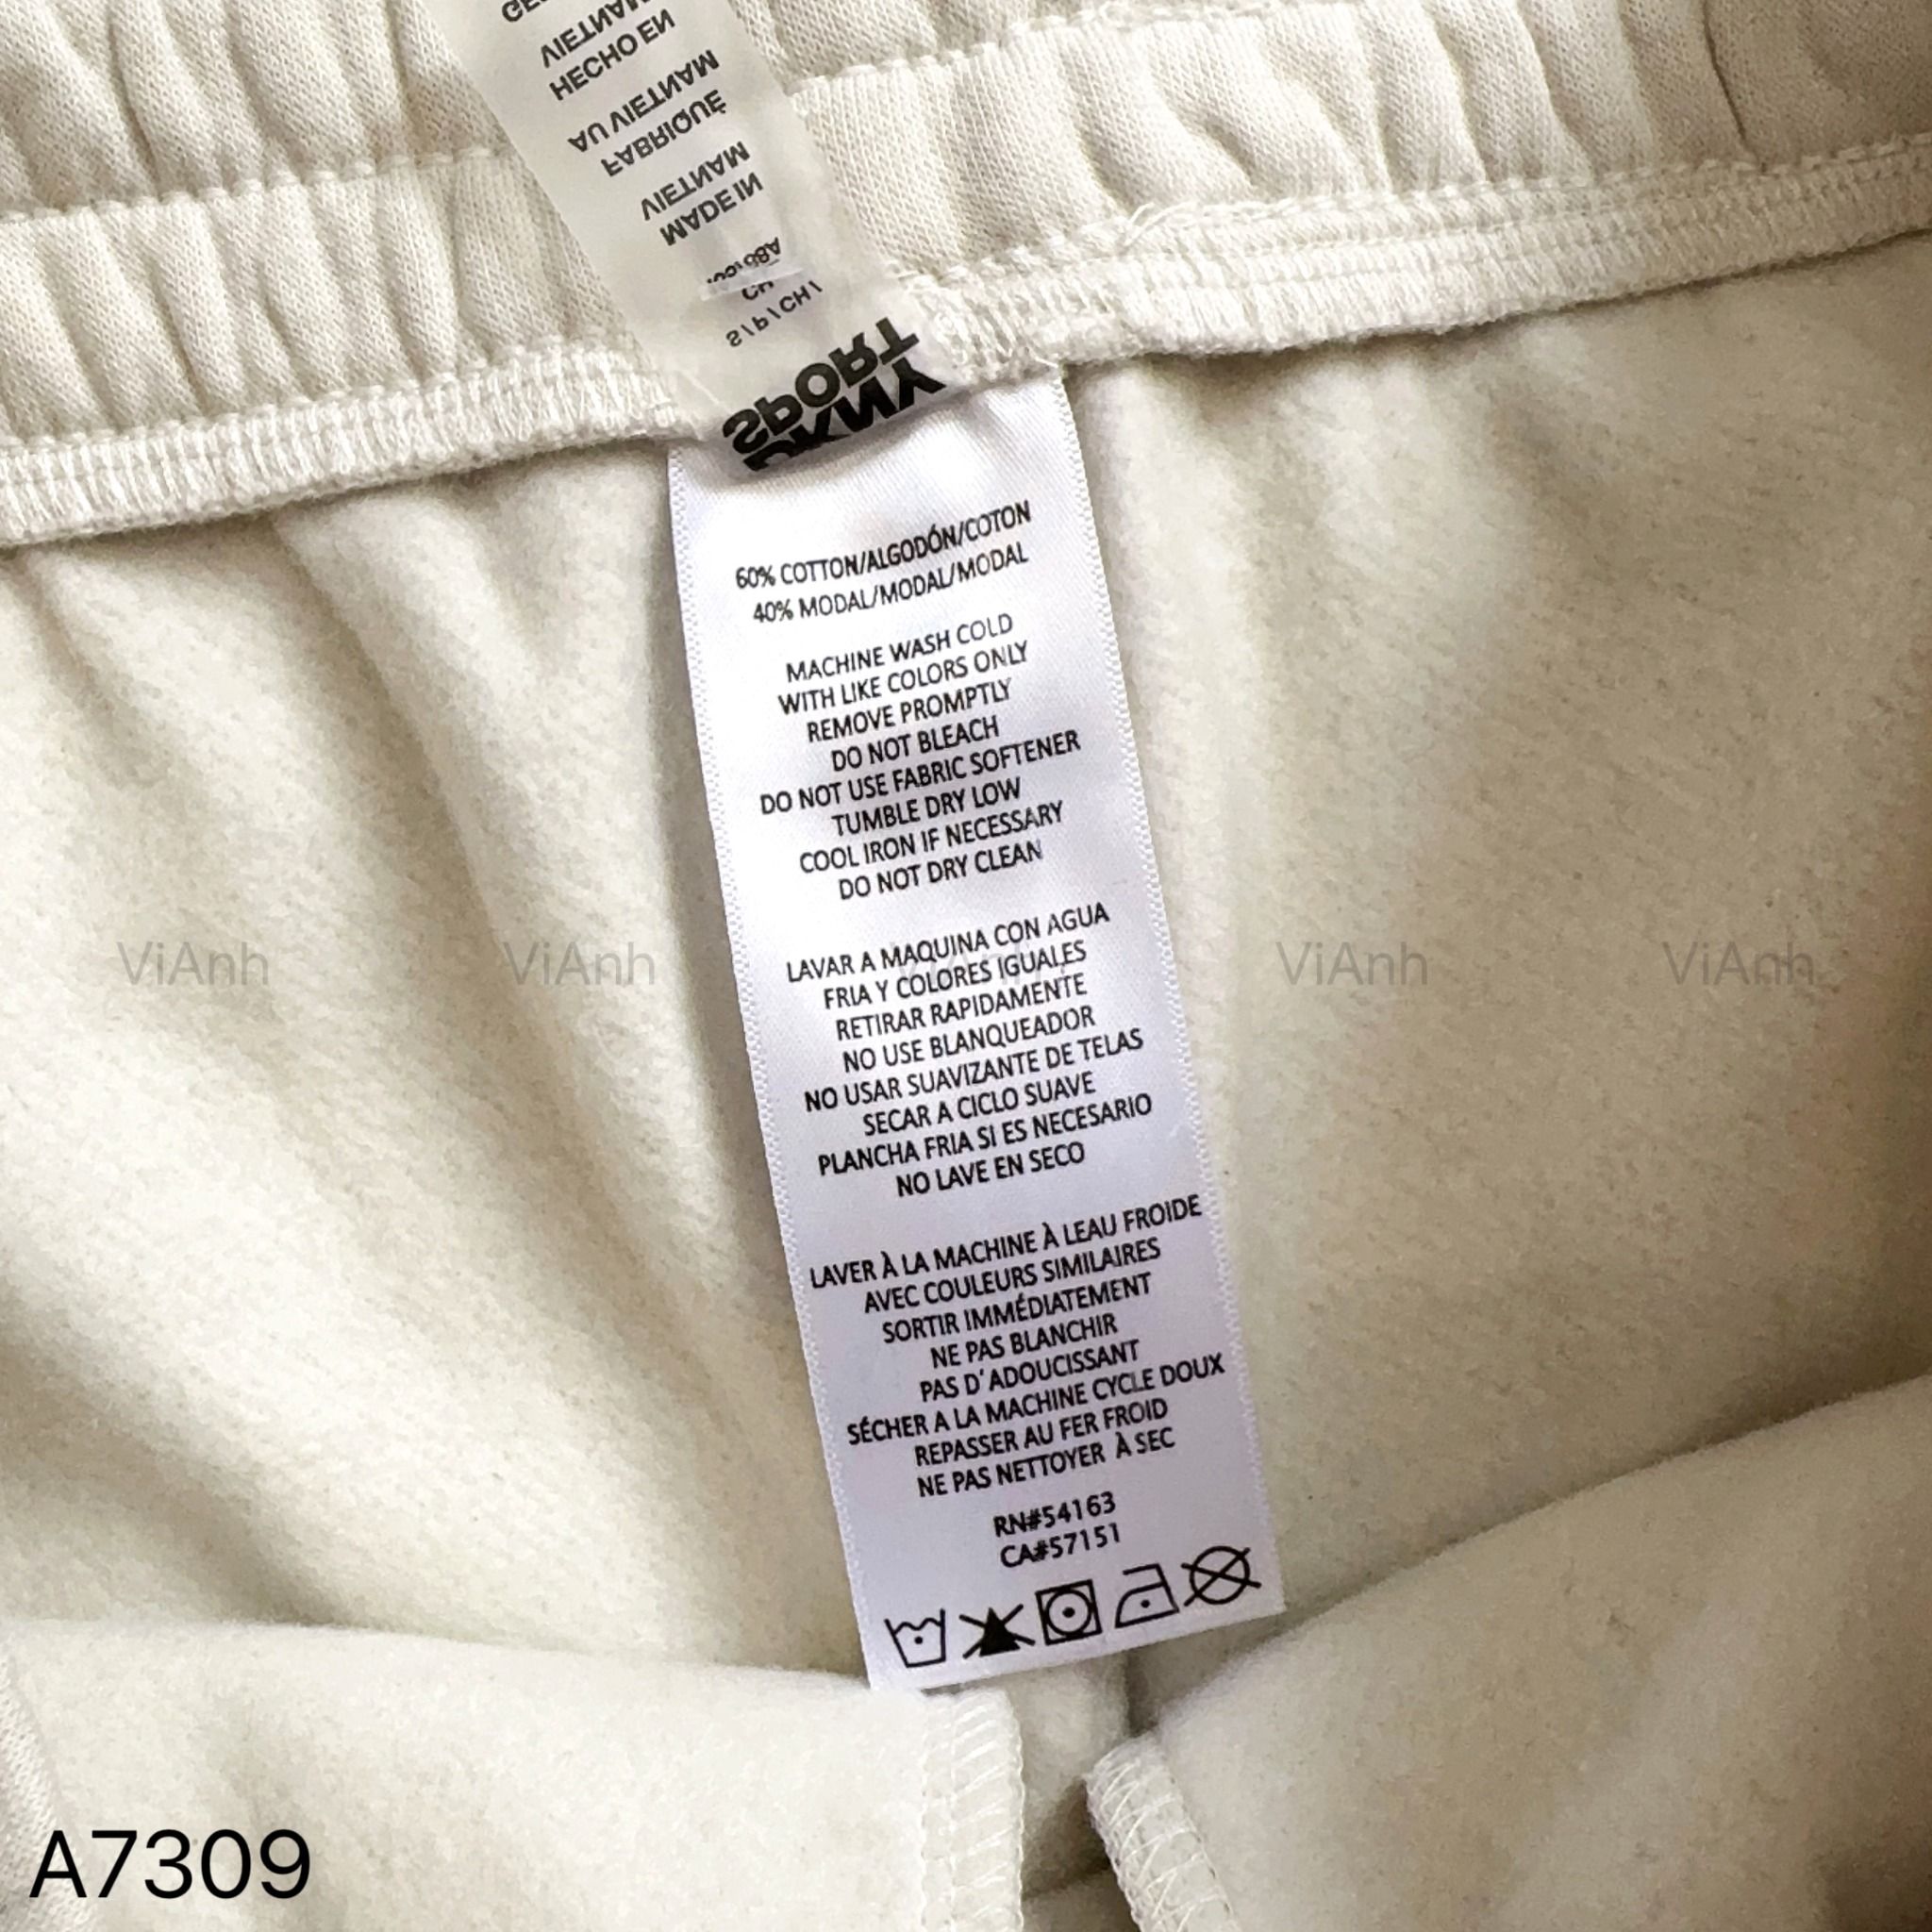 VIETNAM
HECHO EN
AU VIETNAM
FABRIQUÉ
VIETNAM
MADE IN
S / P / CH /
SPORT
DKNY
60% COTTON/ALGODÓN/COTON
40% MODAL/MODAL/MODAL
MACHINE WASH COLD
WITH LIKE COLORS ONLY
REMOVE PROMPTLY
DO NOT BLEACH
DO NOT USE FABRIC SOFTENER
TUMBLE DRY LOW
COOL IRON IF NECESSARY
DO NOT DRY CLEAN
LAVAR A MAQUINA CON AGUA
FRIA Y COLORES IGUALES
RETIRAR RAPIDAMENTE
NO USE BLANQUEADOR
NO USAR SUAVIZANTE DE TELAS
SECAR A CICLO SUAVE
PLANCHA FRIA SI ES NECESARIO
NO LAVE EN SECO
ViAnh ViAnh ViAnh ViAnh ViAnh
LAVER À LA MACHINE À LEAU FROIDE
AVEC COULEURS SIMILAIRES
SORTIR IMMÉDIATEMENT
NE PAS BLANCHIR
PAS D'ADOUCISSANT
SÉCHER A LA MACHINE CYCLE DOUX
REPASSER AU FER FROID
NE PAS NETTOYER À SEC
RN#54163
CA#57151
A7309